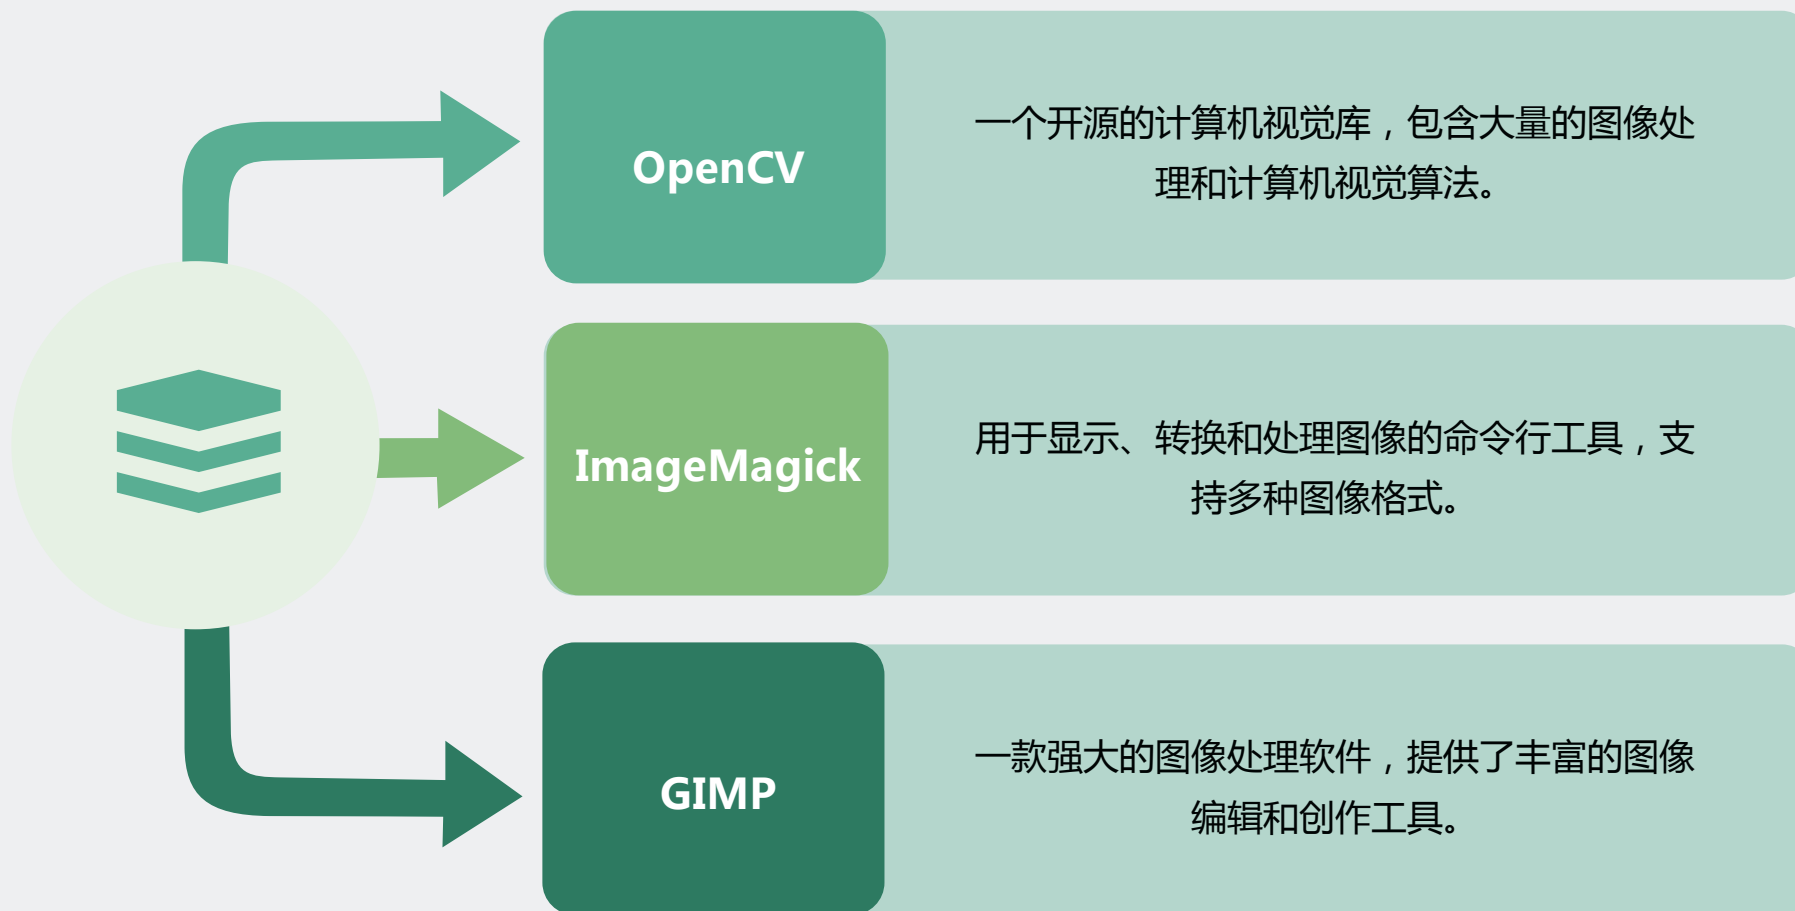 OpenCV
一个开源的计算机视觉库，包含大量的图像处
理和计算机视觉算法。
ImageMagick
用于显示、转换和处理图像的命令行工具，支
持多种图像格式。
GIMP
一款强大的图像处理软件，提供了丰富的图像
编辑和创作工具。